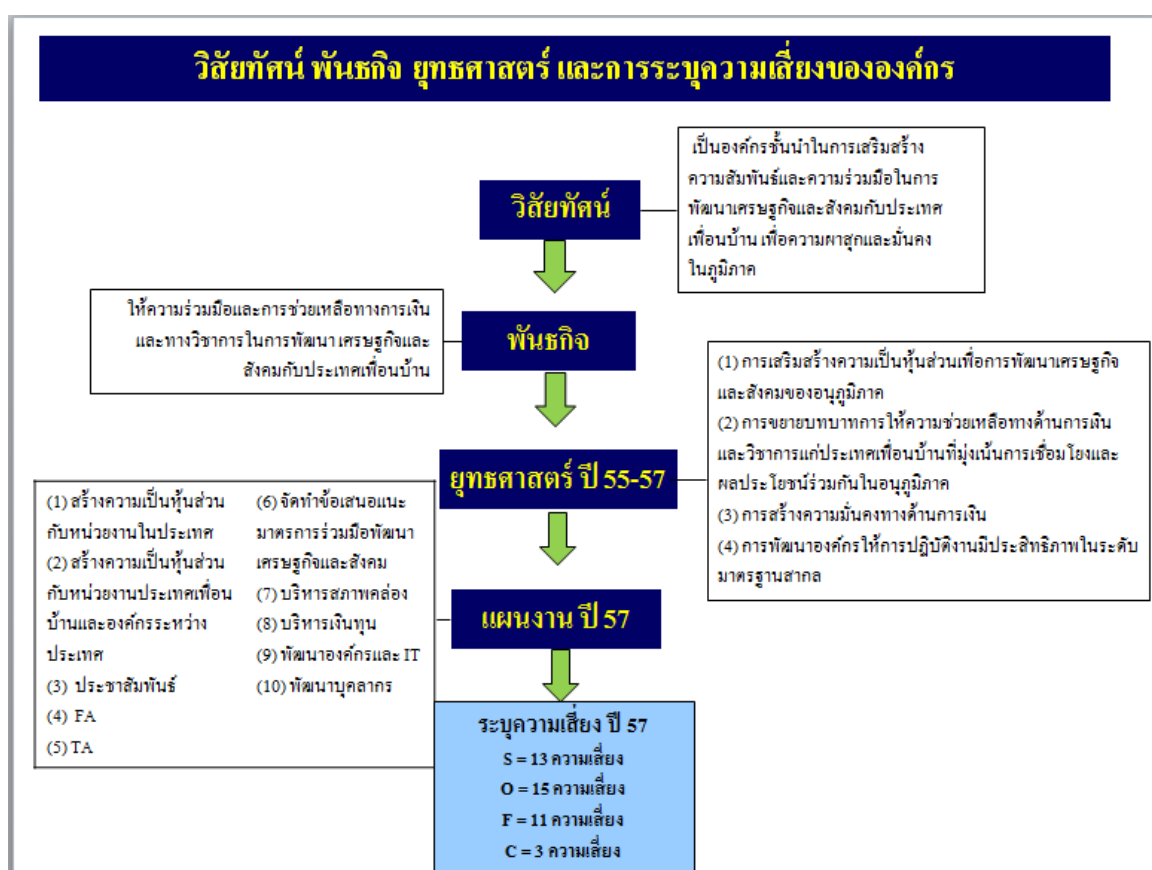 วิสัยทัศน์ พันธกิจ ยุทธศาสตร์ และการระบุความเสี่ยงขององค์กร
วิสัยทัศน์
เป็นองค์กรชั้นนำในการเสริมสร้าง
ความสัมพันธ์และความร่วมมือในการ
พัฒนาเศรษฐกิจและสังคมกับประเทศ
เพื่อนบ้าน เพื่อความผาสุกและมั่นคง
ในภูมิภาค
พันธกิจ
ให้ความร่วมมือและการช่วยเหลือทางการเงิน
และทางวิชาการในการพัฒนา เศรษฐกิจและ
สังคมกับประเทศเพื่อนบ้าน
ยุทธศาสตร์ ปี 55-57
(1) การเสริมสร้างความเป็นหุ้นส่วนเพื่อการพัฒนาเศรษฐกิจ
และสังคมของอนุภูมิภาค
(2) การขยายบทบาทการให้ความช่วยเหลือทางด้านการเงิน
และวิชาการแก่ประเทศเพื่อนบ้านที่มุ่งเน้นการเชื่อมโยงและ
ผลประโยชน์ร่วมกันในอนุภูมิภาค
(3) การสร้างความมั่นคงทางด้านการเงิน
(4) การพัฒนาองค์กรให้การปฏิบัติงานมีประสิทธิภาพในระดับ
มาตรฐานสากล
แผนงาน ปี 57
(1) สร้างความเป็นหุ้นส่วน
กับหน่วยงานในประเทศ
(2) สร้างความเป็นหุ้นส่วน
กับหน่วยงานประเทศเพื่อน
บ้านและองค์กรระหว่าง
ประเทศ
(3) ประชาสัมพันธ์
(4) FA
(5) TA
(6) จัดทำข้อเสนอแนะ
มาตรการร่วมมือพัฒนา
เศรษฐกิจและสังคม
(7) บริหารสภาพคล่อง
(8) บริหารเงินทุน
(9) พัฒนาองค์กรและ IT
(10) พัฒนาบุคลากร
ระบุความเสี่ยง ปี 57
S = 13 ความเสี่ยง
O = 15 ความเสี่ยง
F = 11 ความเสี่ยง
C = 3 ความเสี่ยง